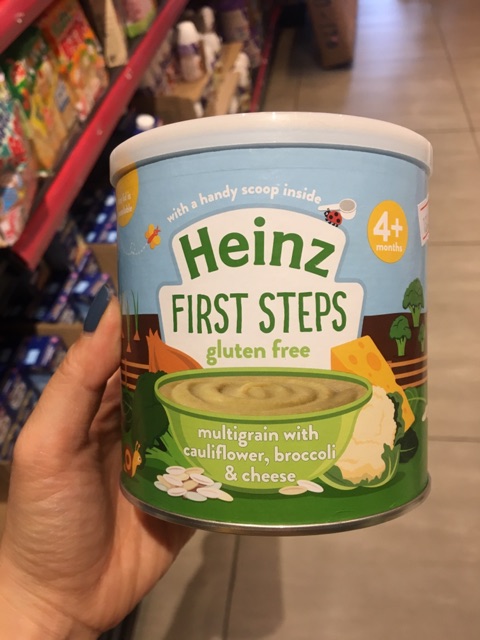 with a handy scoop inside
4+
months
Heinz
FIRST STEPS
gluten free
multigrain with
cauliflower, broccoli
& cheese